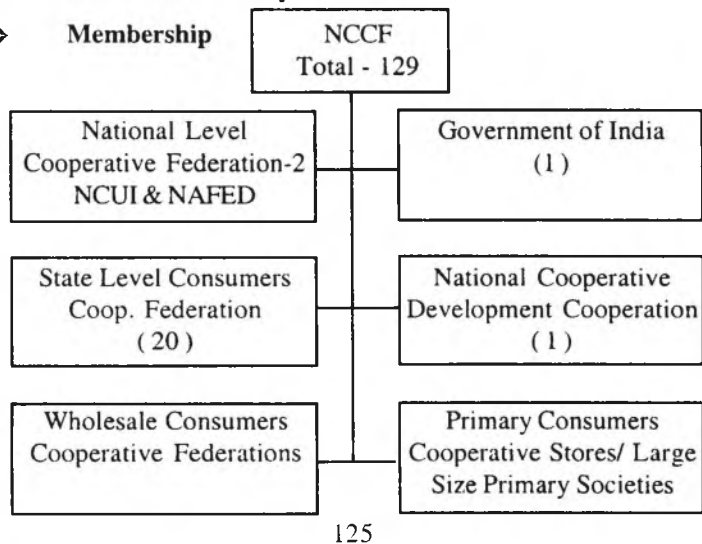 Membership
NCCF
Total - 129
National Level
Cooperative Federation-2
NCUI & NAFED
Government of India
(1)
State Level Consumers
Coop. Federation
( 20 )
National Cooperative
Development Cooperation
( 1 )
Wholesale Consumers
Cooperative Federations
Primary Consumers
Cooperative Stores/ Large
Size Primary Societies
125